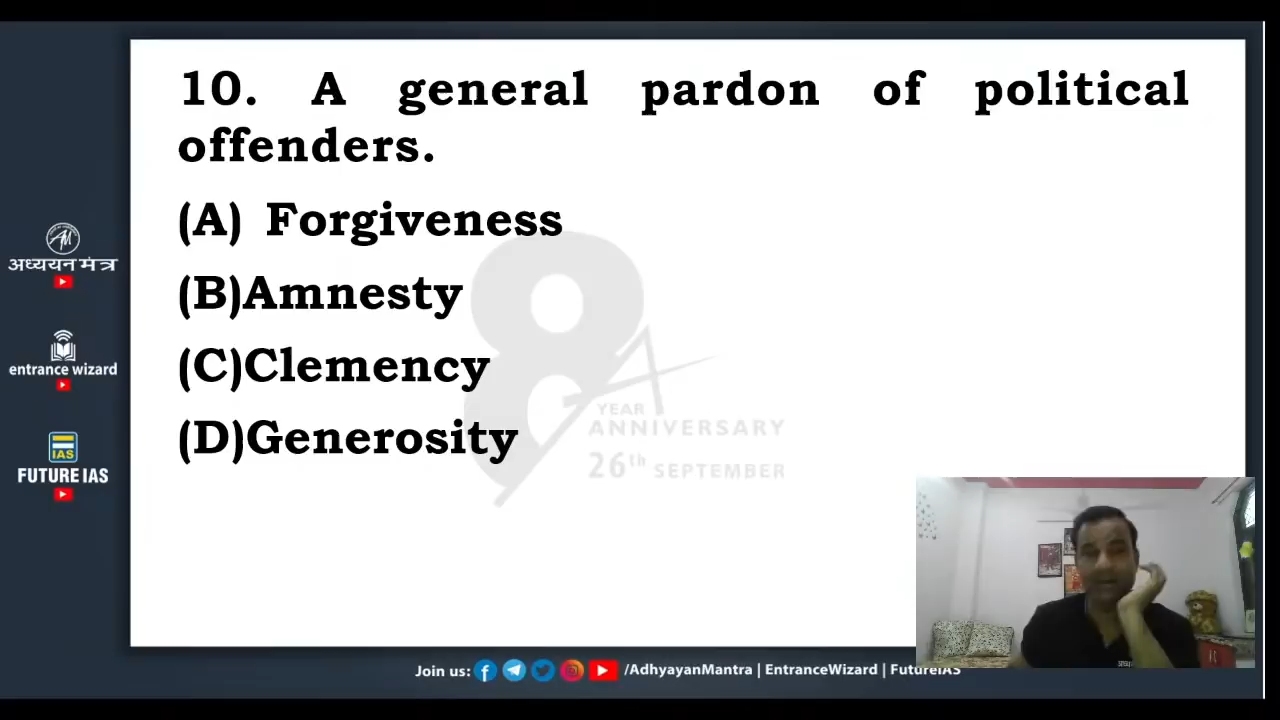 10. A general pardon of political
offenders.
(A) Forgiveness
(B)Amnesty
(C)Clemency
(D)Generosity
YEAR
ANNIVERSARY
26th SEPTEMBER
AM
अध्ययन मंत्र
entrance wizard
IAS
FUTURE IAS
Join us: /AdhyayanMantra | EntranceWizard | FutureIAS